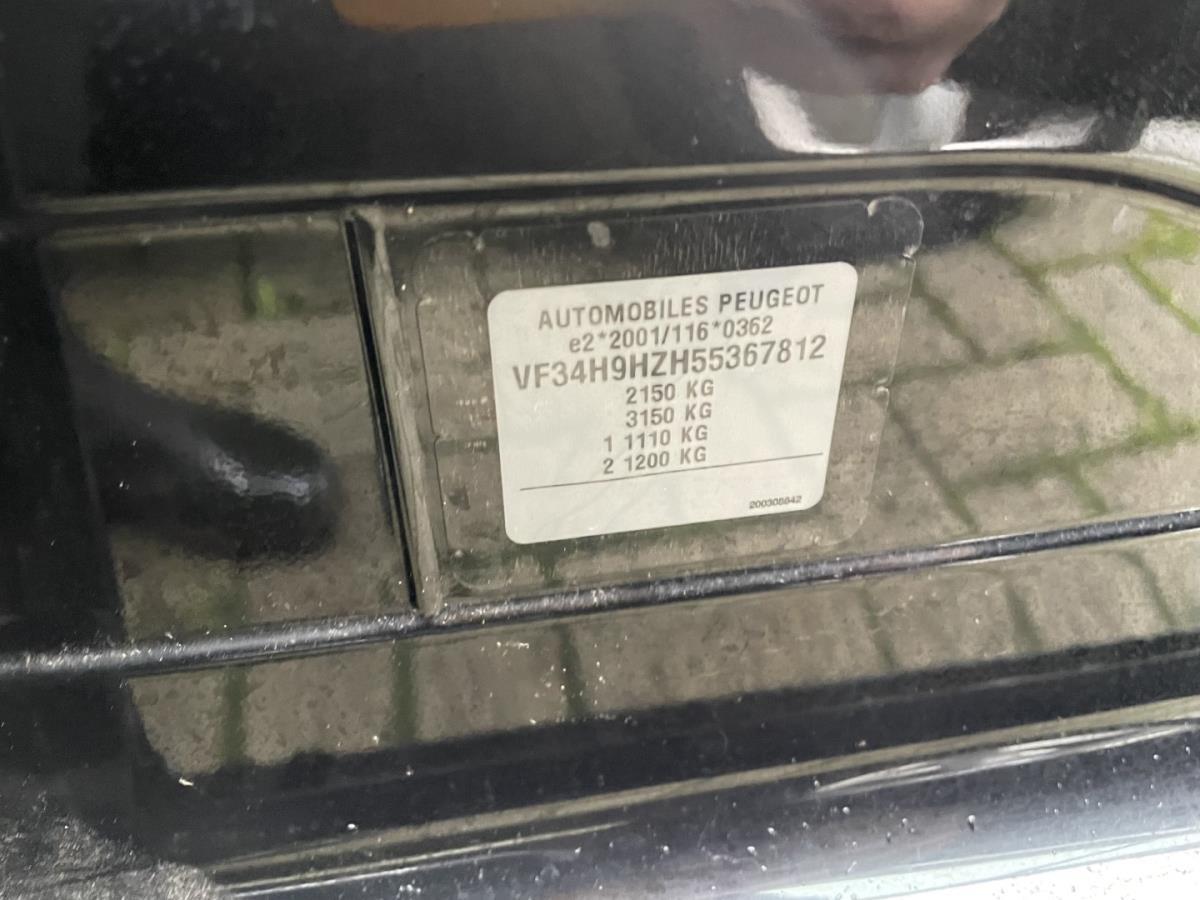 AUTOMOBILES PEUGEOT
e2*2001/116*0362
VF34H9HZH55367812
2150 KG
3150 KG
1 1110 KG
2 1200 KG
200308842